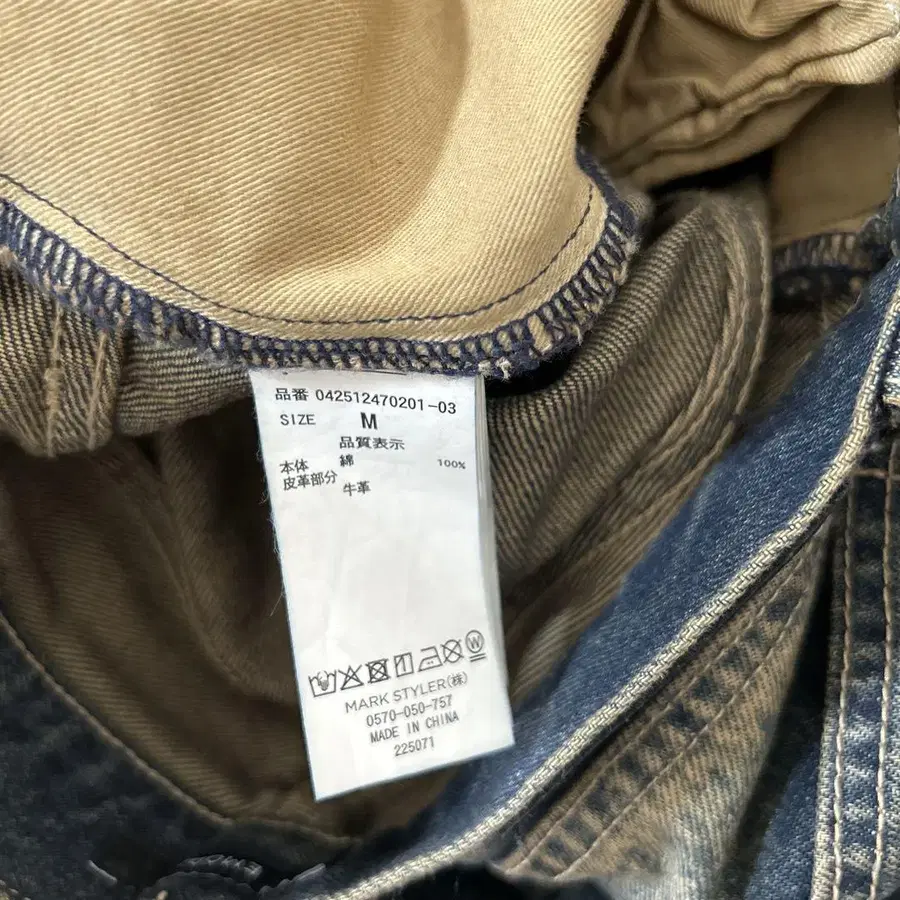 品番 042512470201-03
SIZE M
品質表示
本体 綿 100%
皮革部分 牛革
W
MARK STYLER(株)
0570-050-757
MADE IN CHINA
225071